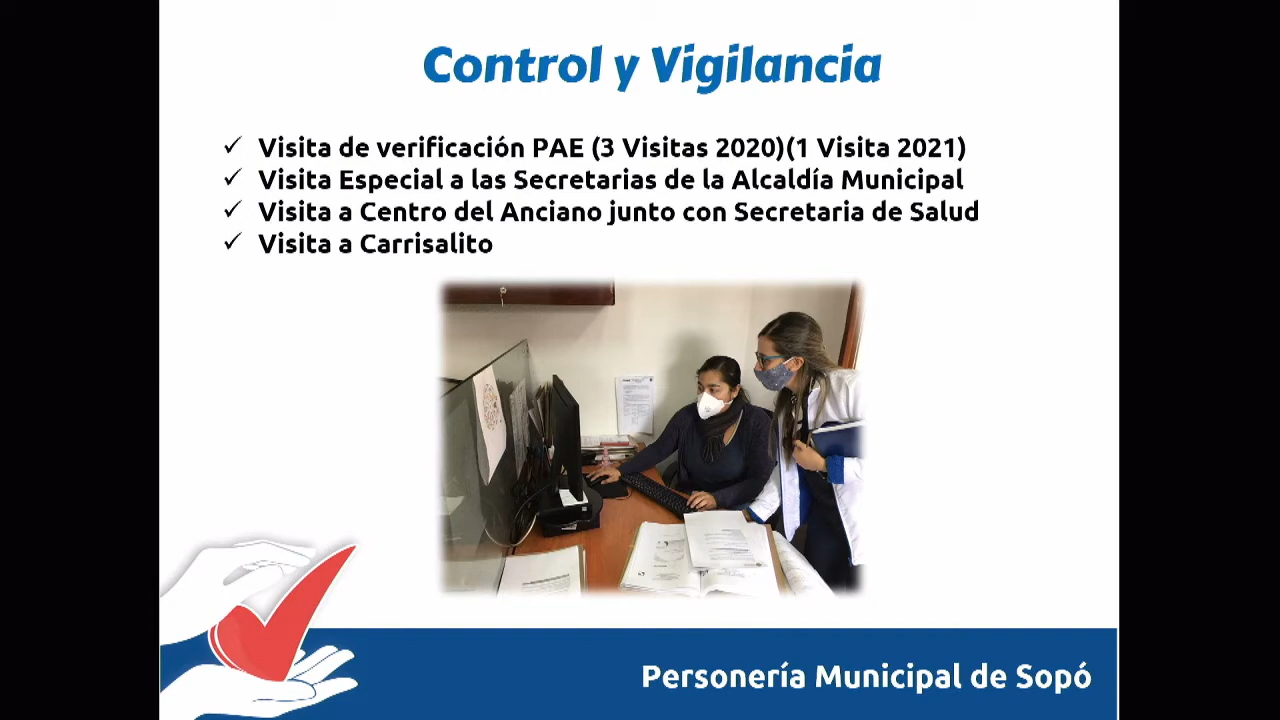 Control y Vigilancia
Visita de verificación PAE (3 Visitas 2020)(1 Visita 2021)
Visita Especial a las Secretarias de la Alcaldía Municipal
Visita a Centro del Anciano junto con Secretaria de Salud
Visita a Carrisalito
Personería Municipal de Sopó